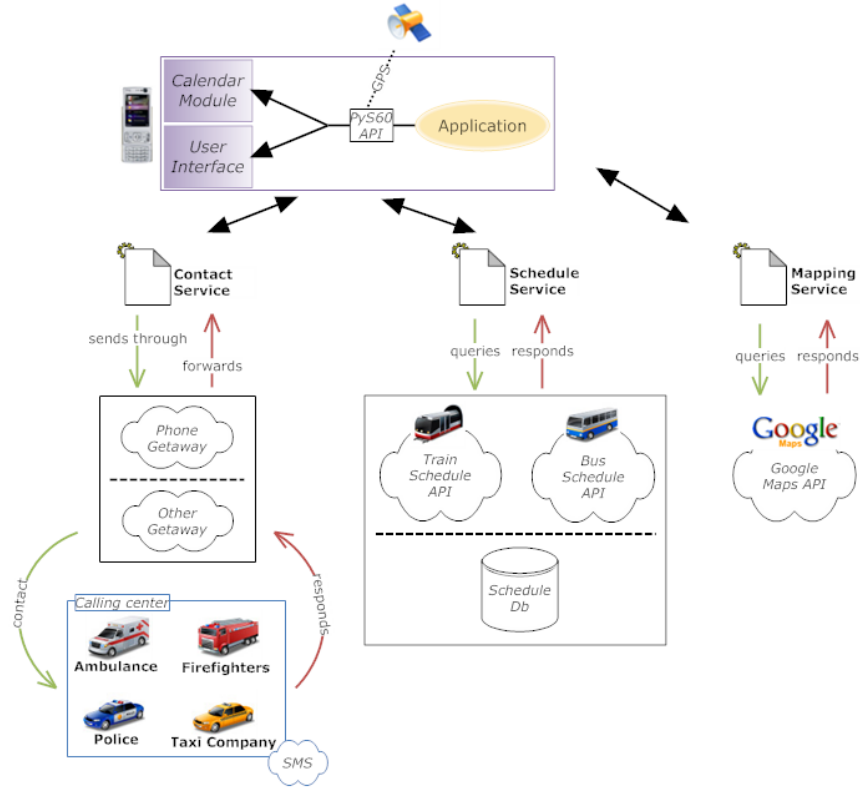 GPS
Calendar
Module
PyS60
API
Application
User
Interface
Contact
Service
Schedule
Service
Mapping
Service
sends through
forwards
queries
responds
queries
responds
Phone
Getaway
Other
Getaway
Train
Schedule
API
Bus
Schedule
API
Google
Maps
Google
Maps API
Schedule
Db
contact
responds
Calling center
Ambulance
Firefighters
Police
Taxi Company
SMS